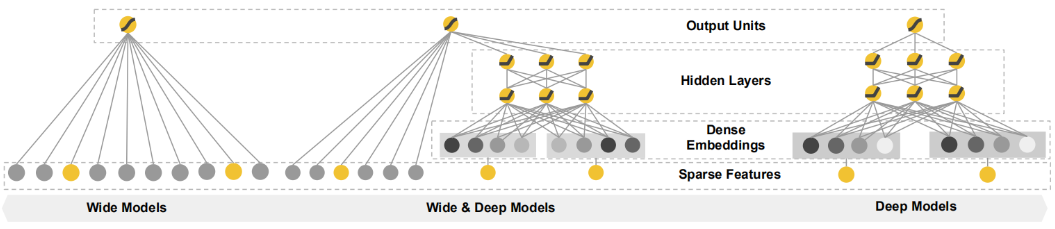 Output Units
Hidden Layers
Dense
Embeddings
Sparse Features
Wide Models
Wide & Deep Models
Deep Models